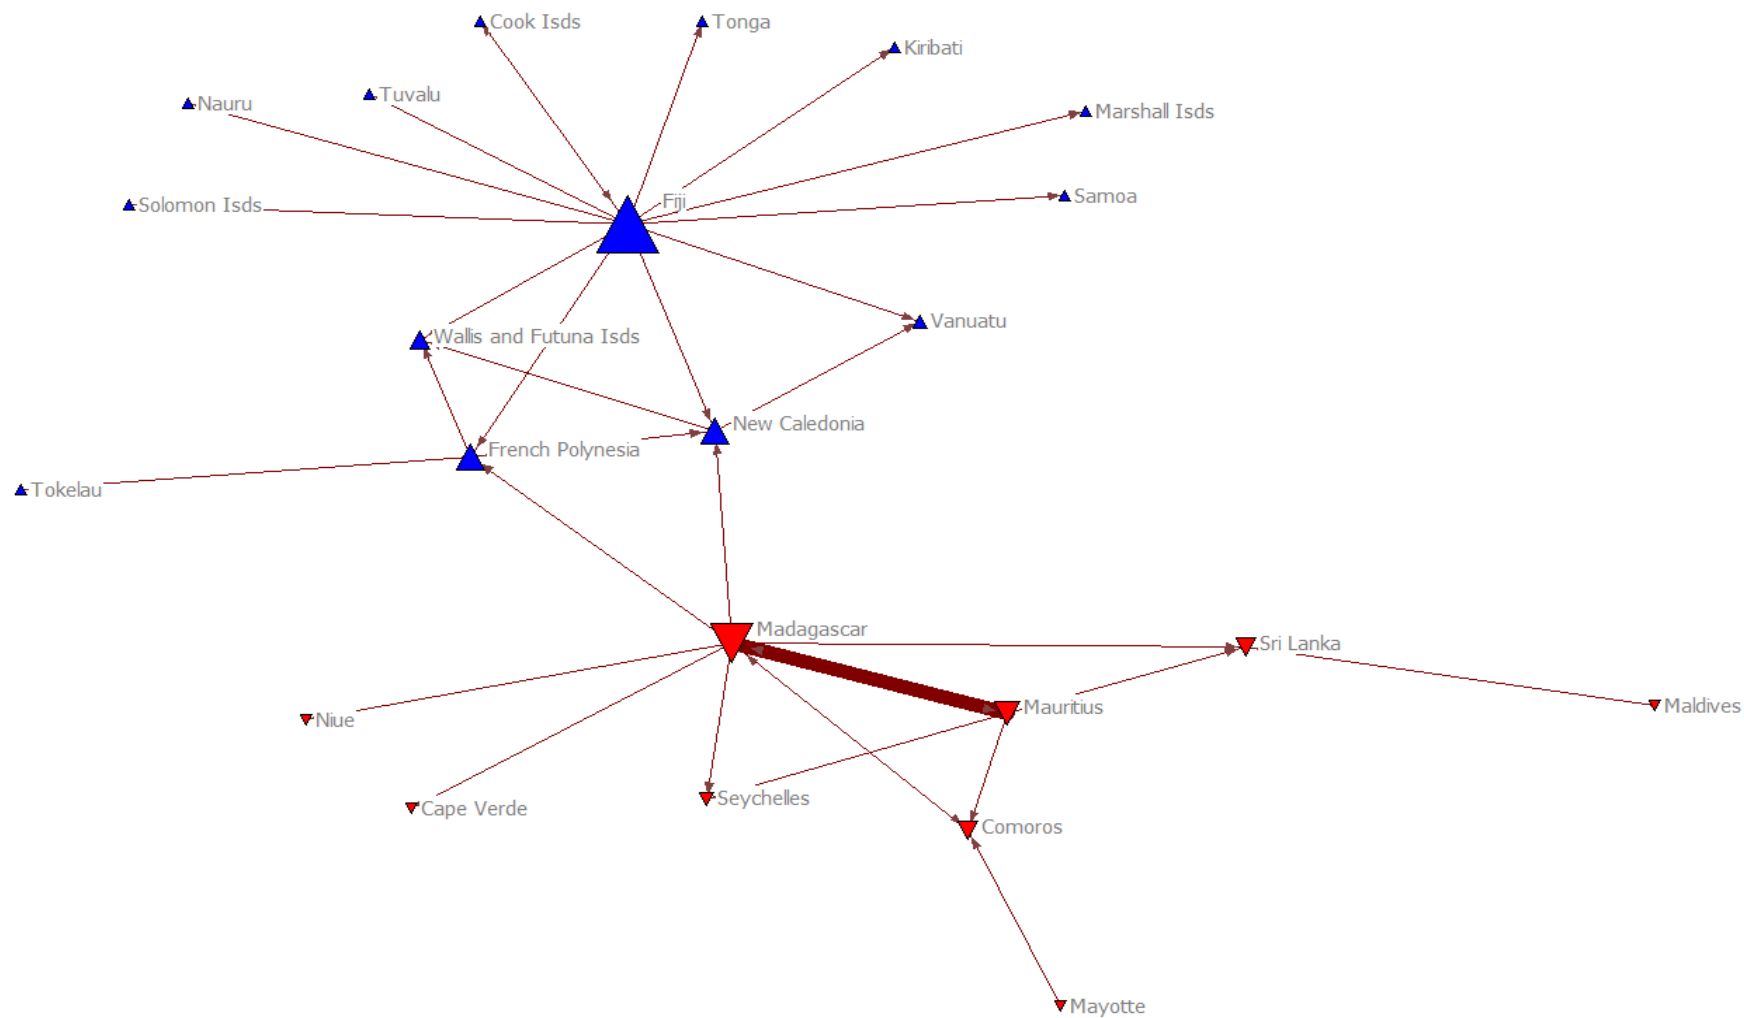 Cook Isds
Tonga
Kiribati
Tuvalu
Nauru
Marshall Isds
Samoa
Fiji
Solomon Isds
Vanuatu
Wallis and Futuna Isds
New Caledonia
French Polynesia
Tokelau
Madagascar
Sri Lanka
Maldives
Mauritius
Niue
Seychelles
Cape Verde
Comoros
Mayotte